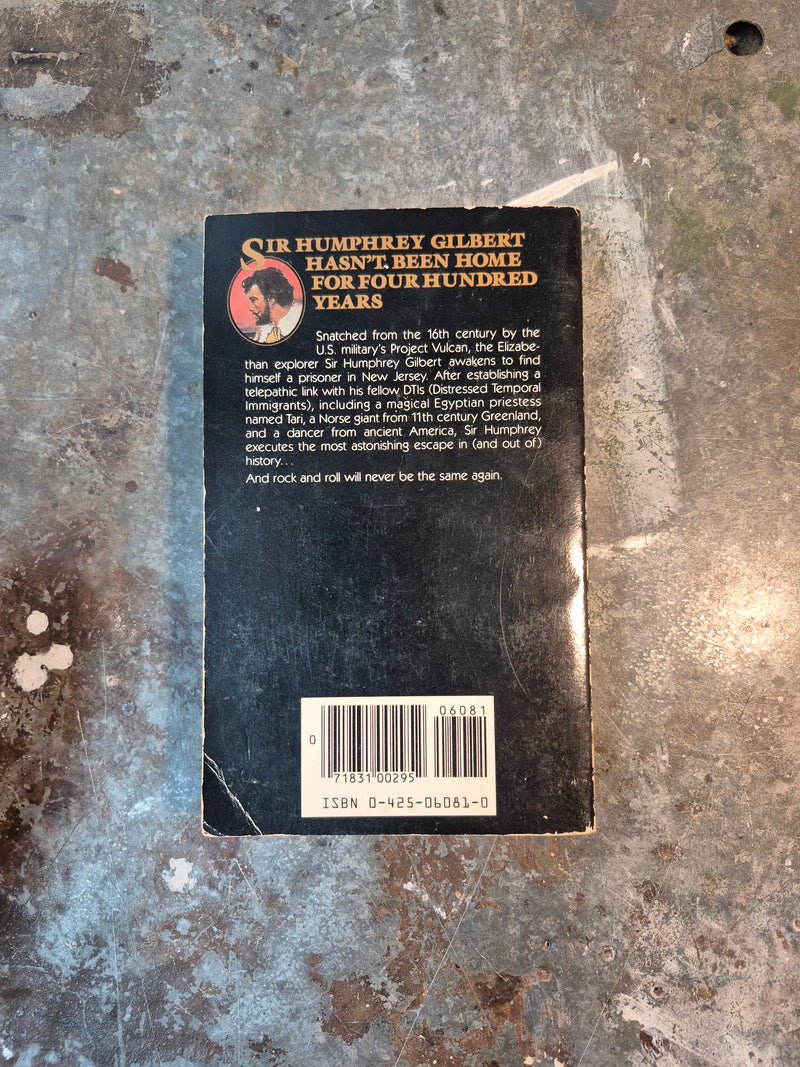 SIR HUMPHREY GILBERT
HASN'T BEEN HOME
FOR FOUR HUNDRED
YEARS
Snatched from the 16th century by the
U.S. military's Project Vulcan, the Elizabe-
than explorer Sir Humphrey Gilbert awakens to find
himself a prisoner in New Jersey. After establishing a
telepathic link with his fellow DTIs (Distressed Temporal
Immigrants), including a magical Egyptian priestess
named Tari, a Norse giant from 11th century Greenland,
and a dancer from ancient America, Sir Humphrey
executes the most astonishing escape in (and out of)
history...
And rock and roll will never be the same again.
06081
0
71831 00295
ISBN 0-425-06081-0